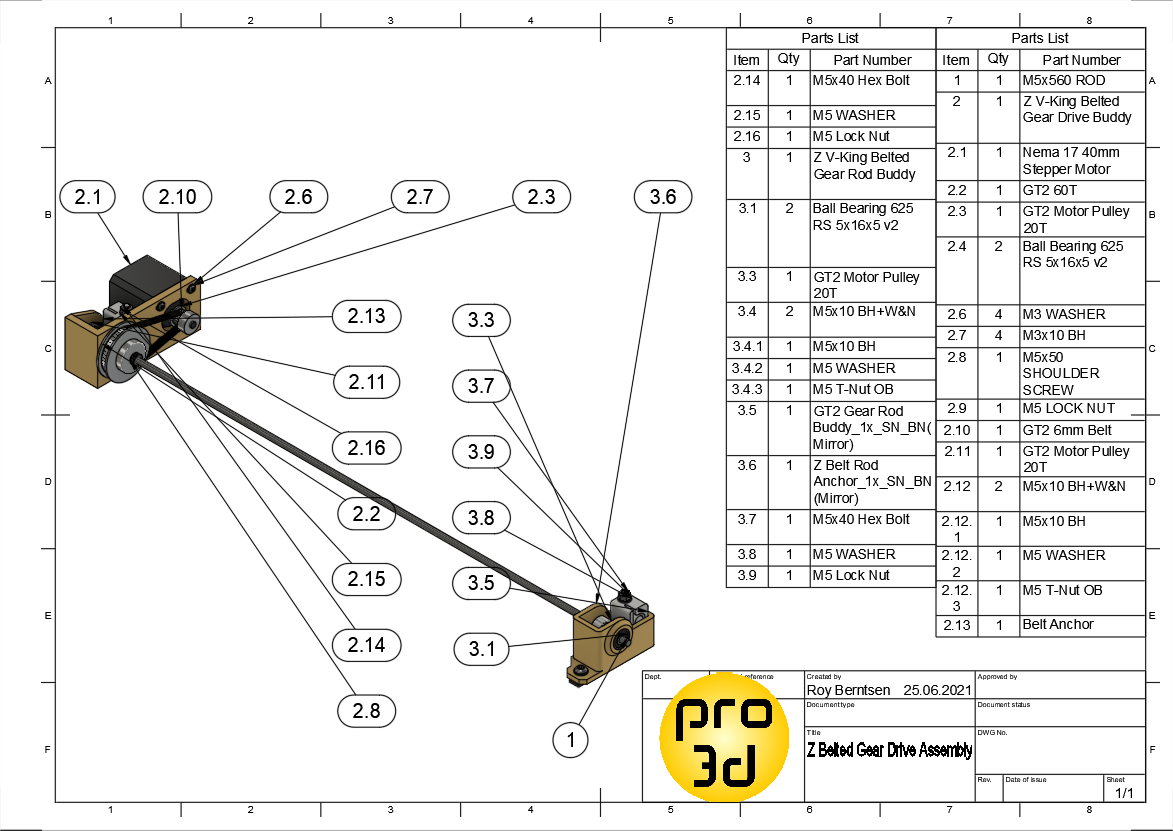 1 2 3 4 5 6 7 8
A
B
C
D
E
F
A
B
C
D
E
F
2.1 2.10 2.6 2.7 2.3 3.6
2.13
3.3
2.11
3.7
2.16
3.9
2.2
3.8
2.15
3.5
2.14
3.1
2.8
1
Parts List
Item Qty Part Number
2.14 1 M5x40 Hex Bolt
2.15 1 M5 WASHER
2.16 1 M5 Lock Nut
3 1 Z V-King Belted
Gear Rod Buddy
3.1 2 Ball Bearing 625
RS 5x16x5 v2
3.3 1 GT2 Motor Pulley
20T
3.4 2 M5x10 BH+W&N
3.4.1 1 M5x10 BH
3.4.2 1 M5 WASHER
3.4.3 1 M5 T-Nut OB
3.5 1 GT2 Gear Rod
Buddy_1x_SN_BN(
Mirror)
3.6 1 Z Belt Rod
Anchor_1x_SN_BN
(Mirror)
3.7 1 M5x40 Hex Bolt
3.8 1 M5 WASHER
3.9 1 M5 Lock Nut
Parts List
Item Qty Part Number
1 1 M5x560 ROD
2 1 Z V-King Belted
Gear Drive Buddy
2.1 1 Nema 17 40mm
Stepper Motor
2.2 1 GT2 60T
2.3 1 GT2 Motor Pulley
20T
2.4 2 Ball Bearing 625
RS 5x16x5 v2
2.6 4 M3 WASHER
2.7 4 M3x10 BH
2.8 1 M5x50
SHOULDER
SCREW
2.9 1 M5 LOCK NUT
2.10 1 GT2 6mm Belt
2.11 1 GT2 Motor Pulley
20T
2.12 2 M5x10 BH+W&N
2.12.
1 1 M5x10 BH
2.12.
2 1 M5 WASHER
2.12.
3 1 M5 T-Nut OB
2.13 1 Belt Anchor
Dept.
reference
Created by
Roy Berntsen 25.06.2021
Approved by
Document type
Document status
Title
Z Belted Gear Drive Assembly
DWG No.
Rev.
Date of issue
Sheet
1/1
pro
3d
1 2 3 4 5 6 7 8